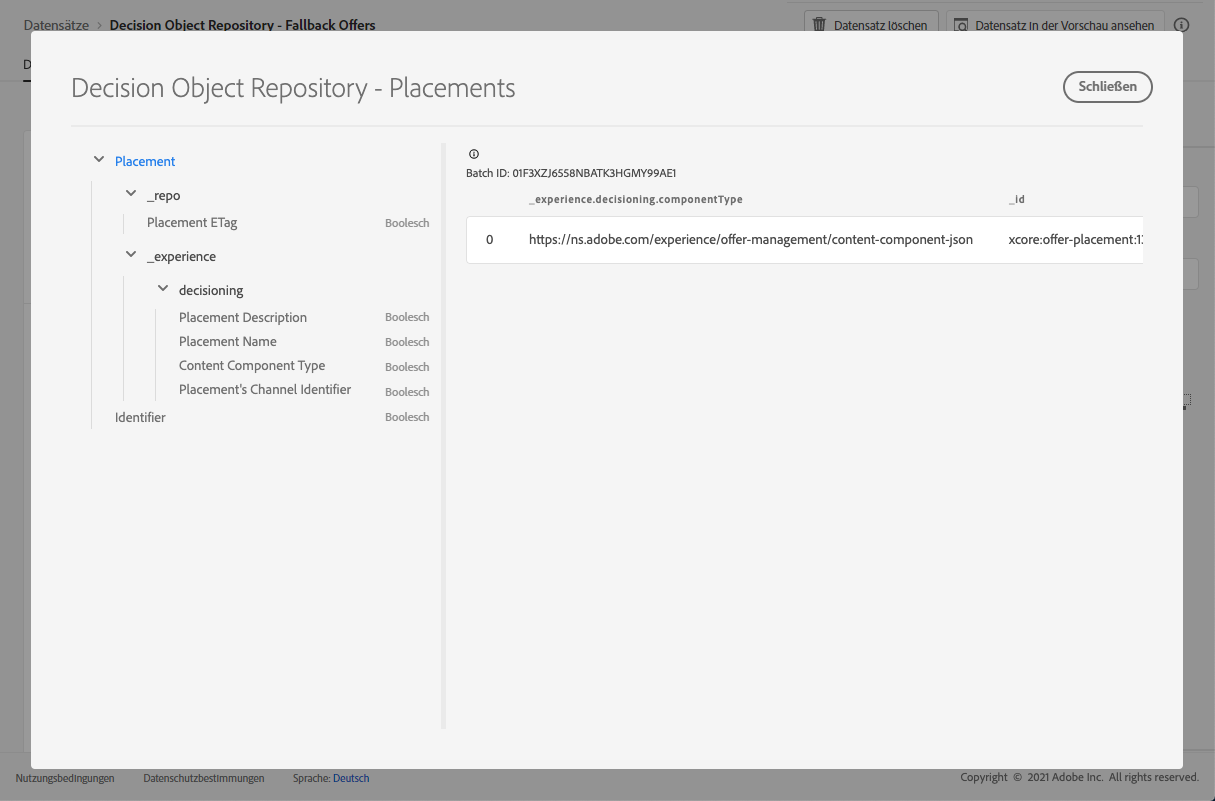 Datensätze > Decision Object Repository - Fallback Offers
Datensatz löschen
Datensatz in der Vorschau ansehen
D
Decision Object Repository - Placements
Schließen
Placement
_repo
Placement ETag Boolesch
_experience
decisioning
Placement Description Boolesch
Placement Name Boolesch
Content Component Type Boolesch
Placement's Channel Identifier Boolesch
Identifier Boolesch
Batch ID: 01F3XZJ6558NBATK3HGMY99AE1
_experience.decisioning.componentType _id
0 https://ns.adobe.com/experience/offer-management/content-component-json xcore:offer-placement:1
Nutzungsbedingungen Datenschutzbestimmungen Sprache: Deutsch Copyright © 2021 Adobe Inc. All rights reserved.